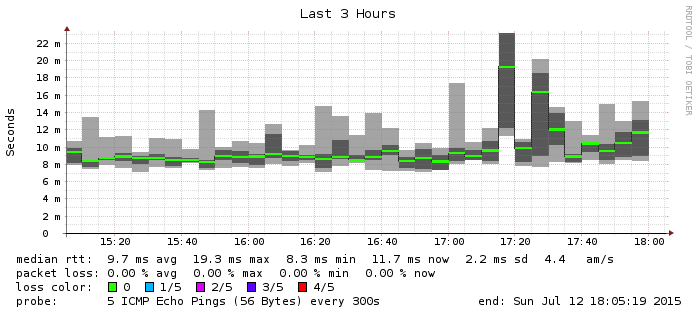 Last 3 Hours
RRDTOOL / TOBI OETIKER
Seconds
22 m
20 m
18 m
16 m
14 m
12 m
10 m
8 m
6 m
4 m
2 m
0
15:20 15:40 16:00 16:20 16:40 17:00 17:20 17:40 18:00
median rtt: 9.7 ms avg 19.3 ms max 8.3 ms min 11.7 ms now 2.2 ms sd 4.4 am/s
packet loss: 0.00 % avg 0.00 % max 0.00 % min 0.00 % now
loss color: 0 1/5 2/5 3/5 4/5
probe: 5 ICMP Echo Pings (56 Bytes) every 300s end: Sun Jul 12 18:05:19 2015